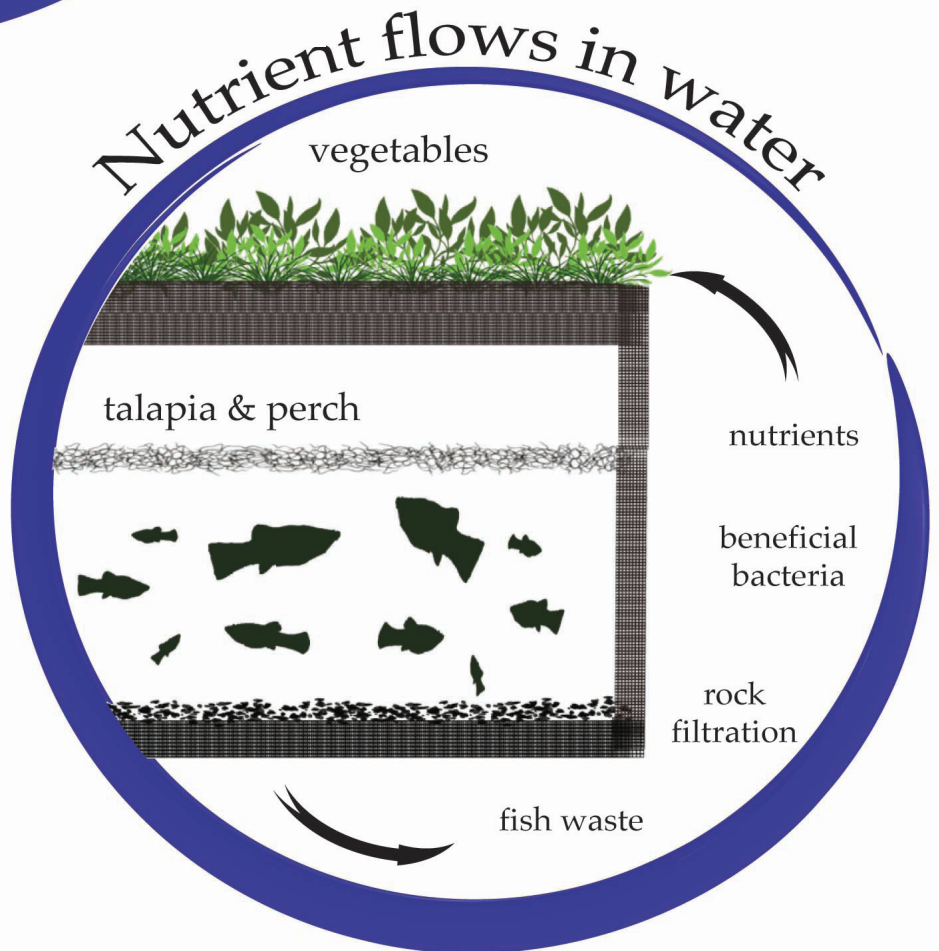 Nutrient flows in water
vegetables
talapia & perch
nutrients
beneficial
bacteria
rock
filtration
fish waste